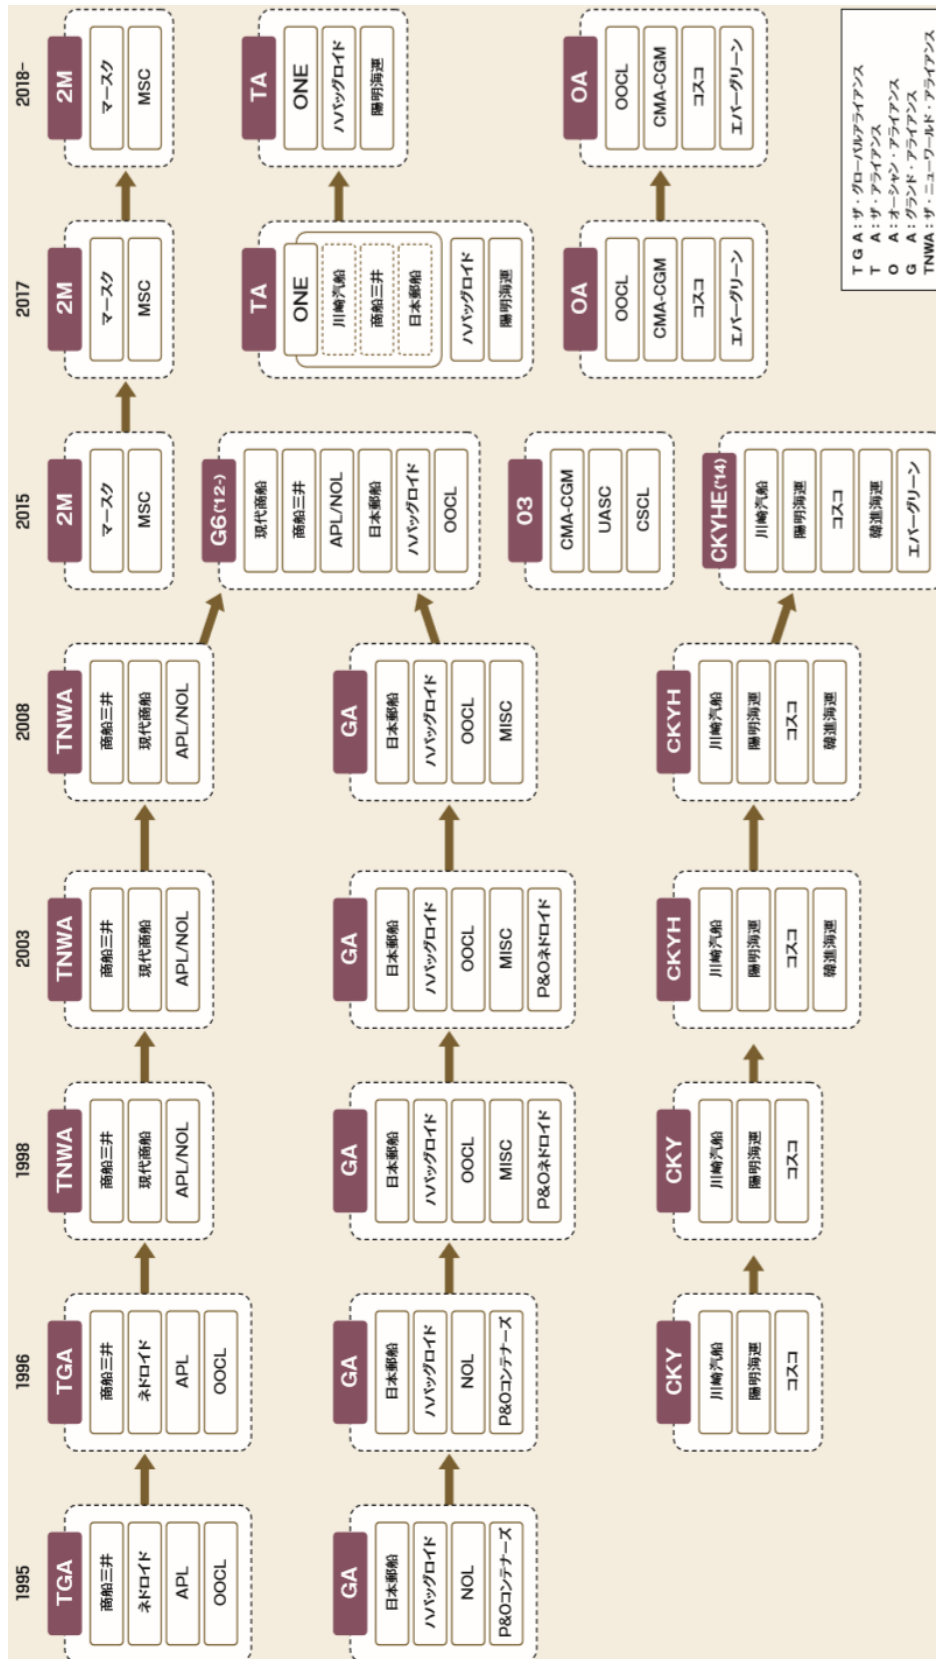 1995
1996
1998
2003
2008
2015
2017
2018-
TGA
商船三井
ネドロイド
APL
OOCL
TGA
商船三井
ネドロイド
APL
OOCL
TNWA
商船三井
現代商船
APL/NOL
TNWA
商船三井
現代商船
APL/NOL
TNWA
商船三井
現代商船
APL/NOL
2M
マースク
MSC
2M
マースク
MSC
2M
マースク
MSC
GA
日本郵船
ハパッグロイド
NOL
P&Oコンテナーズ
GA
日本郵船
ハパッグロイド
NOL
P&Oコンテナーズ
GA
日本郵船
ハパッグロイド
OOCL
MISC
P&Oネドロイド
GA
日本郵船
ハパッグロイド
OOCL
MISC
P&Oネドロイド
GA
日本郵船
ハパッグロイド
OOCL
MISC
G6('12-)
現代商船
商船三井
APL/NOL
日本郵船
ハパッグロイド
OOCL
TA
ONE
川崎汽船
商船三井
日本郵船
ハパッグロイド
陽明海運
TA
ONE
ハパッグロイド
陽明海運
O3
CMA-CGM
UASC
CSCL
OA
OOCL
CMA-CGM
コスコ
エバーグリーン
OA
OOCL
CMA-CGM
コスコ
エバーグリーン
CKY
川崎汽船
陽明海運
コスコ
CKY
川崎汽船
陽明海運
コスコ
CKYH
川崎汽船
陽明海運
コスコ
韓進海運
CKYH
川崎汽船
陽明海運
コスコ
韓進海運
CKYHE('14)
川崎汽船
陽明海運
コスコ
韓進海運
エバーグリーン
T G A：ザ・グローバルアライアンス
T A：ザ・アライアンス
O A：オーシャン・アライアンス
G A：グランド・アライアンス
TNWA：ザ・ニューワールド・アライアンス